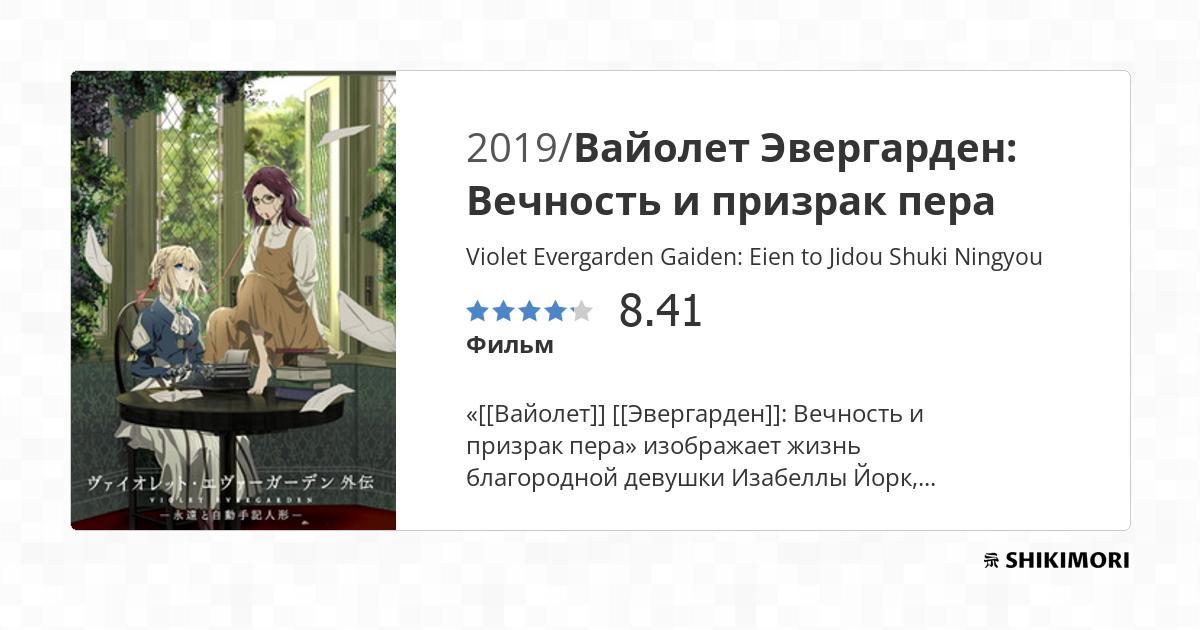 ヴァイオレット・エヴァーガーデン 外伝
VIOLET EVERGARDEN
—永遠と自動手記人形—
2019/Вайолет Эвергарден:
Вечность и призрак пера
Violet Evergarden Gaiden: Eien to Jidou Shuki Ningyou
8.41
Фильм
«[[Вайолет]] [[Эвергарден]]: Вечность и
призрак пера» изображает жизнь
благородной девушки Изабеллы Йорк,...
SHIKIMORI